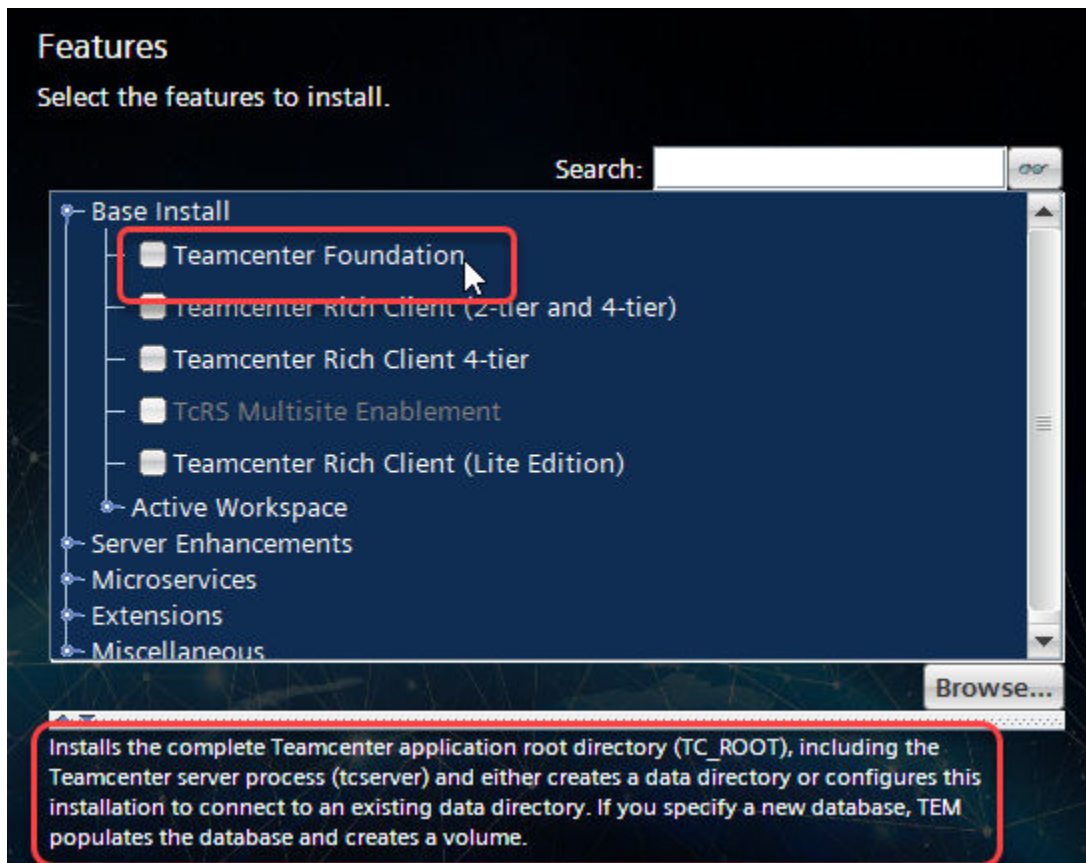 Features
Select the features to install.
Search:
Base Install
Teamcenter Foundation
Teamcenter Rich Client (2-tier and 4-tier)
Teamcenter Rich Client 4-tier
TcRS Multisite Enablement
Teamcenter Rich Client (Lite Edition)
Active Workspace
Server Enhancements
Microservices
Extensions
Miscellaneous
Browse...
Installs the complete Teamcenter application root directory (TC_ROOT), including the
Teamcenter server process (tcserver) and either creates a data directory or configures this
installation to connect to an existing data directory. If you specify a new database, TEM
populates the database and creates a volume.